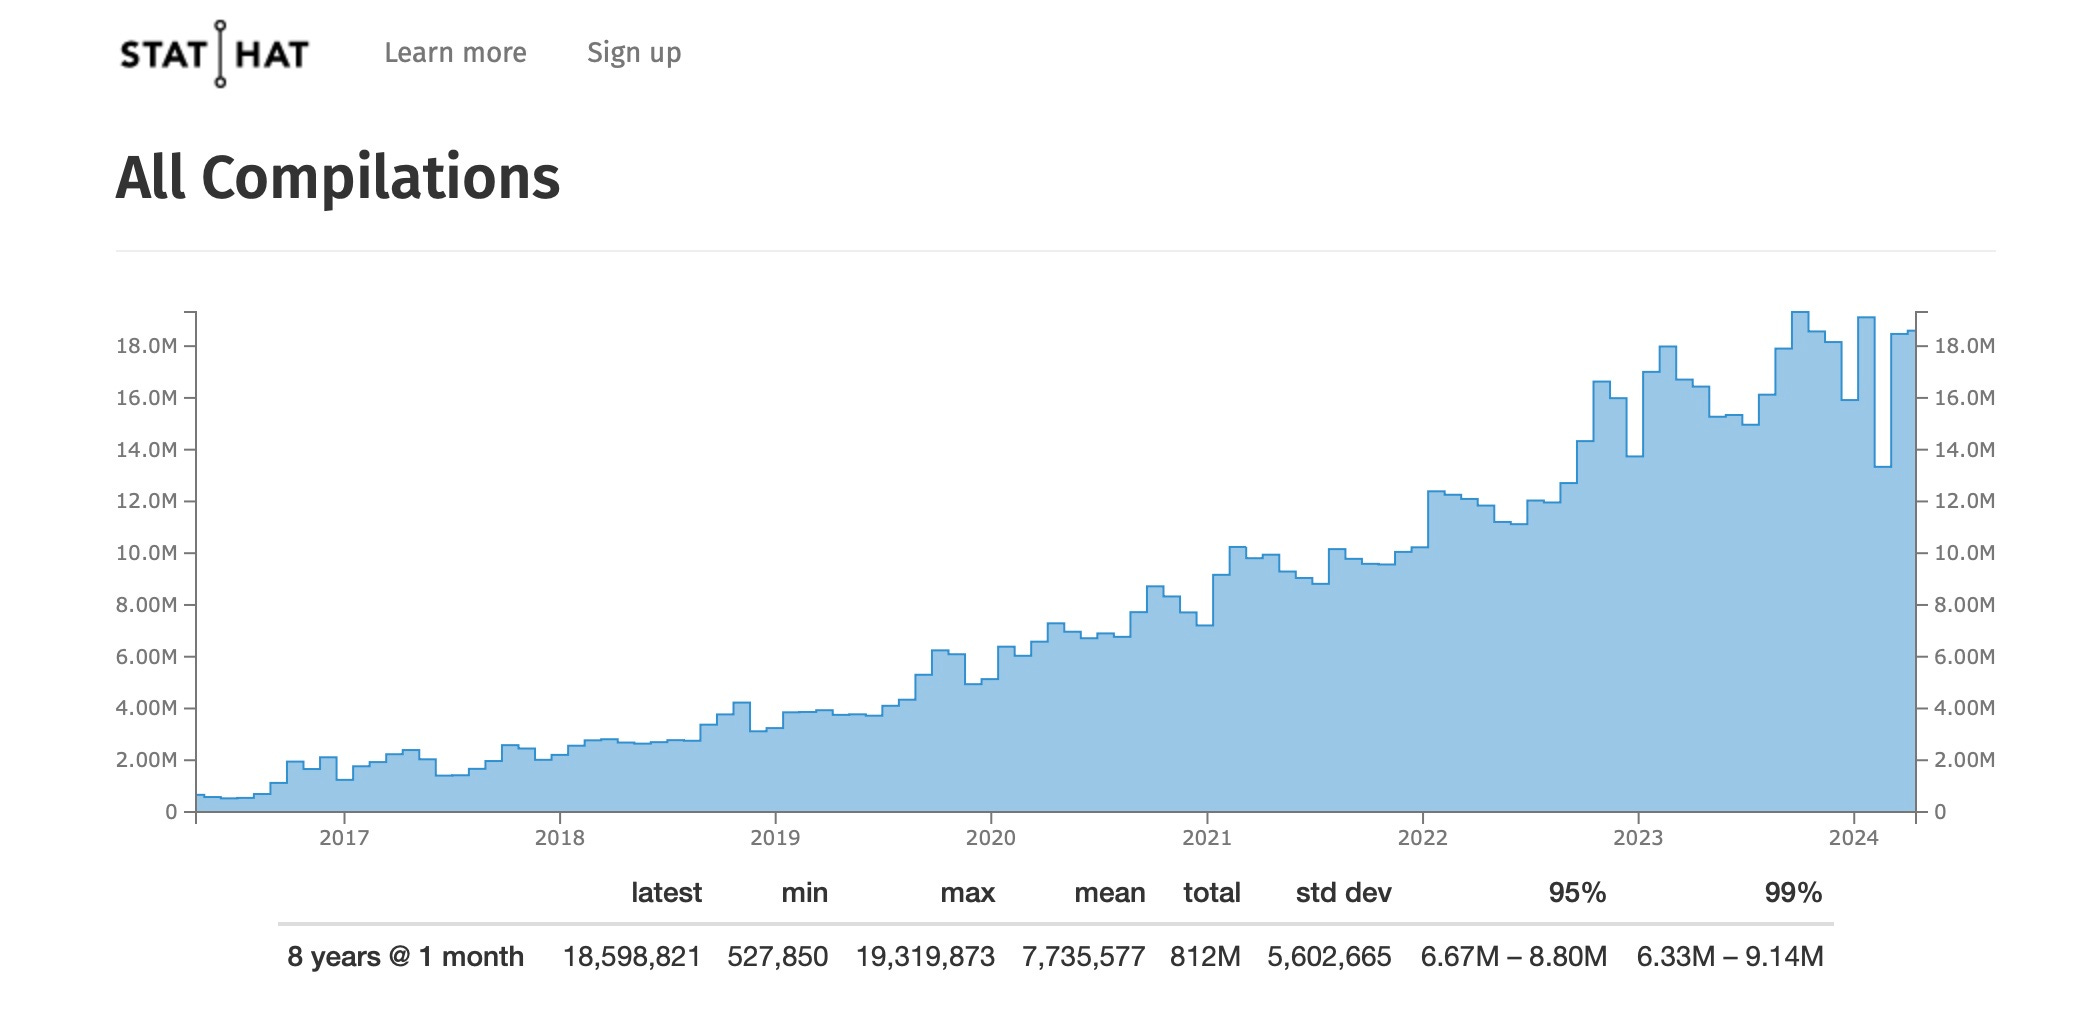 STAT HAT Learn more Sign up
All Compilations
18.0M 18.0M
16.0M 16.0M
14.0M 14.0M
12.0M 12.0M
10.0M 10.0M
8.00M 8.00M
6.00M 6.00M
4.00M 4.00M
2.00M 2.00M
0 0
2017 2018 2019 2020 2021 2022 2023 2024
latest min max mean total std dev 95% 99%
8 years @ 1 month 18,598,821 527,850 19,319,873 7,735,577 812M 5,602,665 6.67M – 8.80M 6.33M – 9.14M